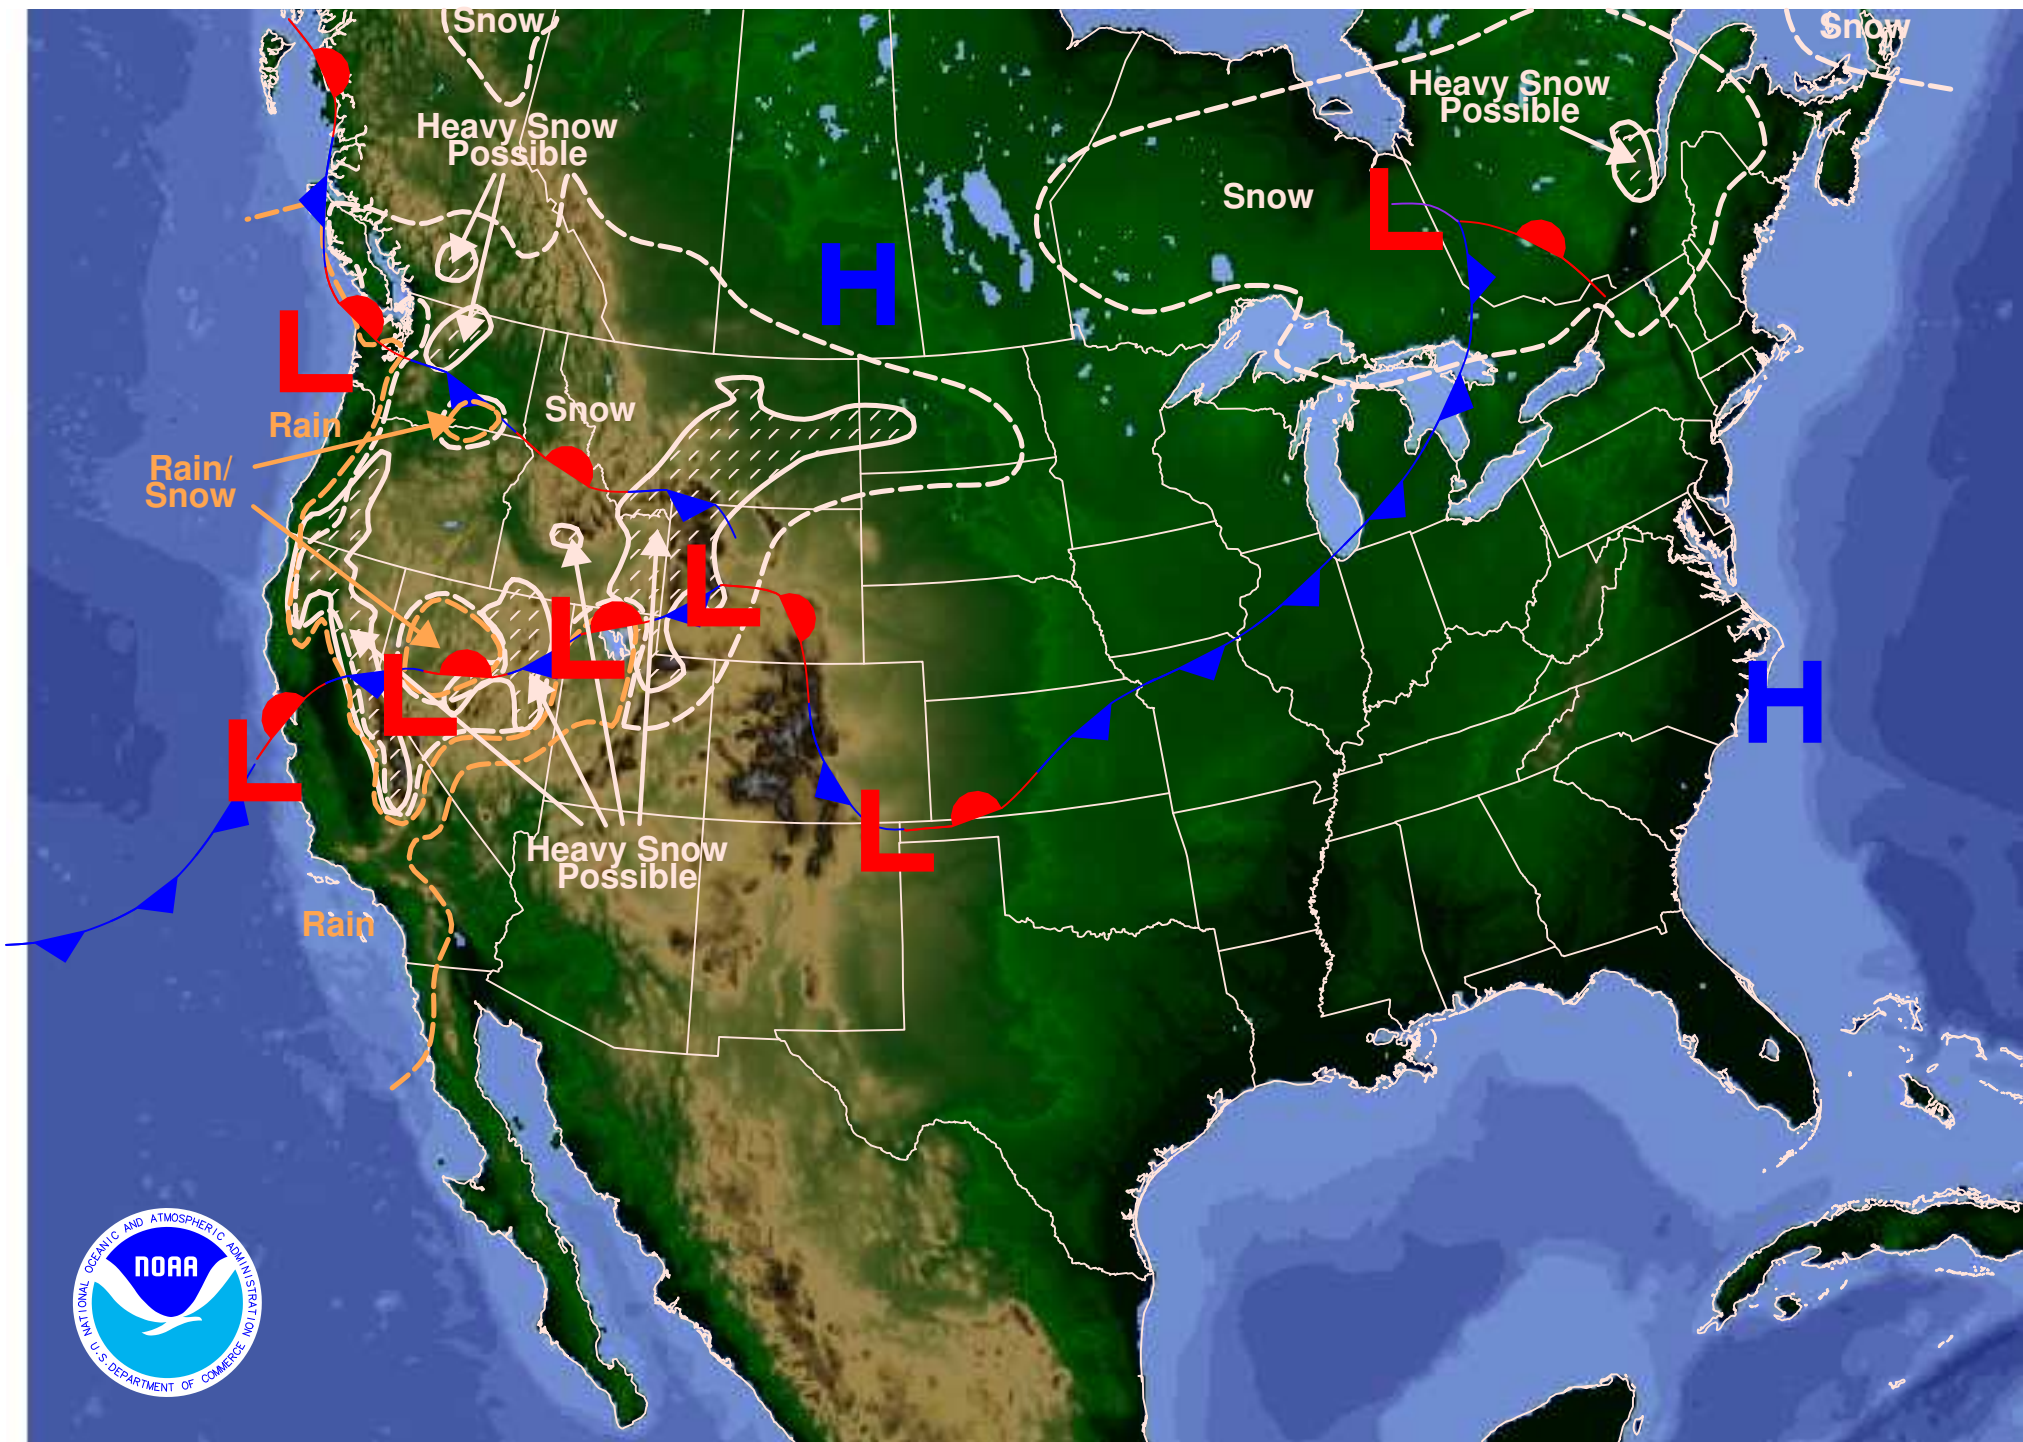 Snow
Snow
Heavy Snow
Possible
Heavy Snow
Possible
Snow
L
L
H
L
Snow
Rain
Rain/
Snow
L
L
L
H
L
L
Heavy Snow
Possible
Rain
NOAA
NATIONAL OCEANIC AND ATMOSPHERIC ADMINISTRATION
U.S. DEPARTMENT OF COMMERCE